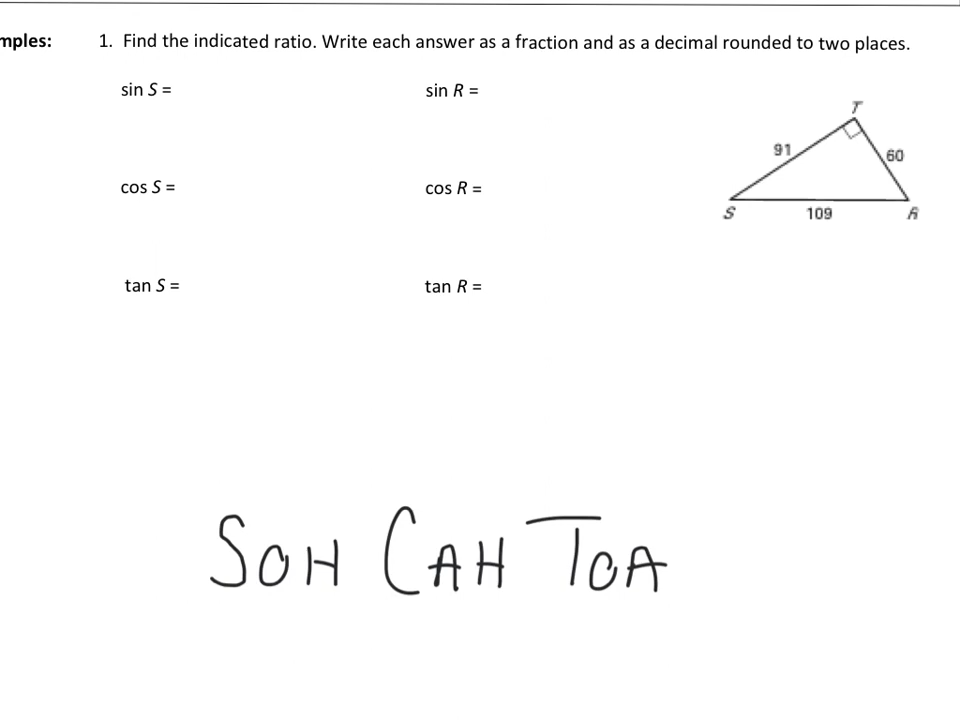 mples: 1. Find the indicated ratio. Write each answer as a fraction and as a decimal rounded to two places.
sin S = sin R =
T
91
60
cos S = cos R =
S 109 R
tan S = tan R =
SOH CAH TOA